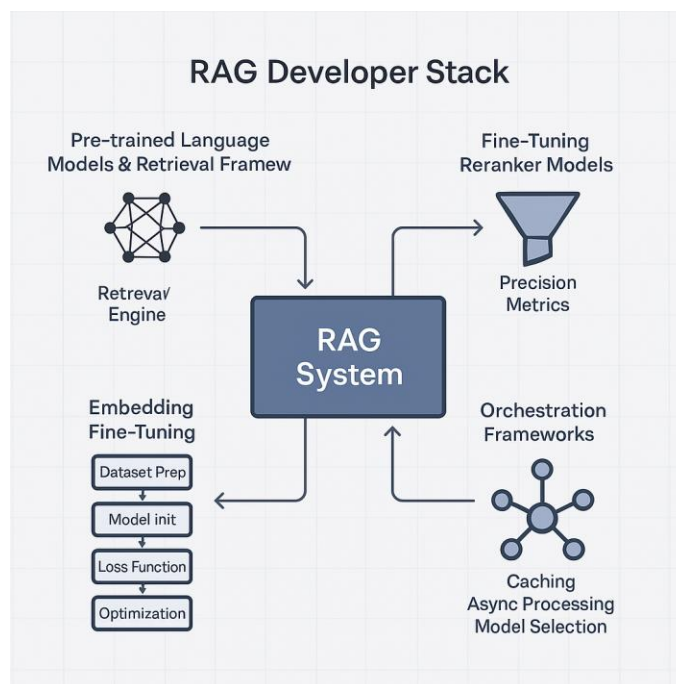 RAG Developer Stack
Pre-trained Language
Models & Retrieval Framew
Retreval
Engine
Fine-Tuning
Reranker Models
Precision
Metrics
RAG
System
Embedding
Fine-Tuning
Dataset Prep
Model init
Loss Function
Optimization
Orchestration
Frameworks
Caching
Async Processing
Model Selection